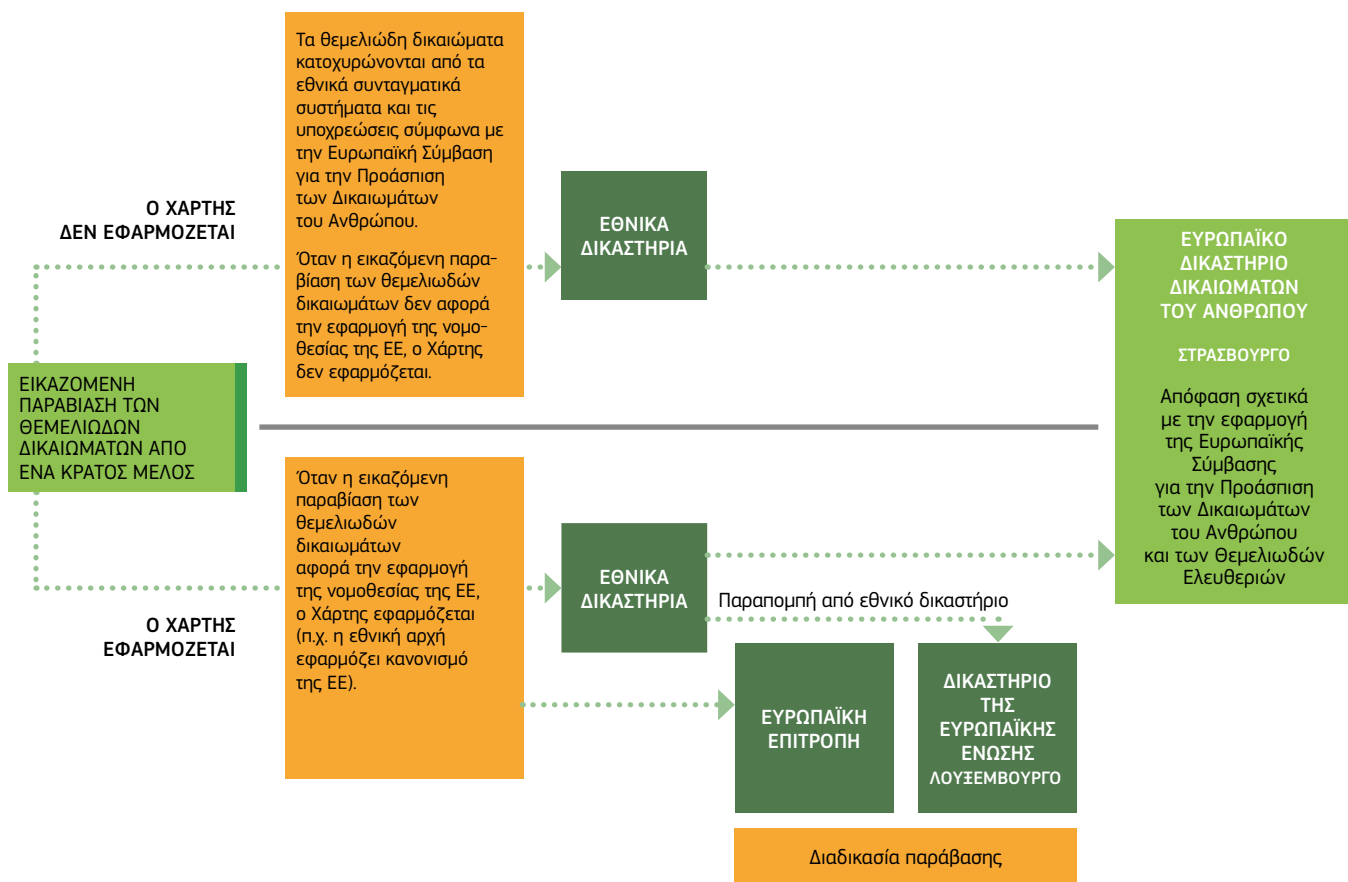 Τα θεμελιώδη δικαιώματα
κατοχυρώνονται από τα
εθνικά συνταγματικά
συστήματα και τις
υποχρεώσεις σύμφωνα με
την Ευρωπαϊκή Σύμβαση
για την Προάσπιση
των Δικαιωμάτων
του Ανθρώπου.
Όταν η εικαζόμενη παρα-
βίαση των θεμελιωδών
δικαιωμάτων δεν αφορά
την εφαρμογή της νομο-
θεσίας της ΕΕ, ο Χάρτης
δεν εφαρμόζεται.
Ο ΧΑΡΤΗΣ
ΔΕΝ ΕΦΑΡΜΟΖΕΤΑΙ
ΕΘΝΙΚΑ
ΔΙΚΑΣΤΗΡΙΑ
ΕΥΡΩΠΑΪΚΟ
ΔΙΚΑΣΤΗΡΙΟ
ΔΙΚΑΙΩΜΑΤΩΝ
ΤΟΥ ΑΝΘΡΩΠΟΥ
ΣΤΡΑΣΒΟΥΡΓΟ
Απόφαση σχετικά
με την εφαρμογή
της Ευρωπαϊκής
Σύμβασης
για την Προάσπιση
των Δικαιωμάτων
του Ανθρώπου
και των Θεμελιωδών
Ελευθεριών
ΕΙΚΑΖΟΜΕΝΗ
ΠΑΡΑΒΙΑΣΗ ΤΩΝ
ΘΕΜΕΛΙΩΔΩΝ
ΔΙΚΑΙΩΜΑΤΩΝ ΑΠΟ
ΕΝΑ ΚΡΑΤΟΣ ΜΕΛΟΣ
Όταν η εικαζόμενη
παραβίαση των
θεμελιωδών
δικαιωμάτων
αφορά την εφαρμογή
της νομοθεσίας της ΕΕ,
ο Χάρτης εφαρμόζεται
(π.χ. η εθνική αρχή
εφαρμόζει κανονισμό
της ΕΕ).
Ο ΧΑΡΤΗΣ
ΕΦΑΡΜΟΖΕΤΑΙ
ΕΘΝΙΚΑ
ΔΙΚΑΣΤΗΡΙΑ
Παραπομπή από εθνικό δικαστήριο
ΕΥΡΩΠΑΪΚΗ
ΕΠΙΤΡΟΠΗ
ΔΙΚΑΣΤΗΡΙΟ
ΤΗΣ
ΕΥΡΩΠΑΪΚΗΣ
ΕΝΩΣΗΣ
ΛΟΥΞΕΜΒΟΥΡΓΟ
Διαδικασία παράβασης